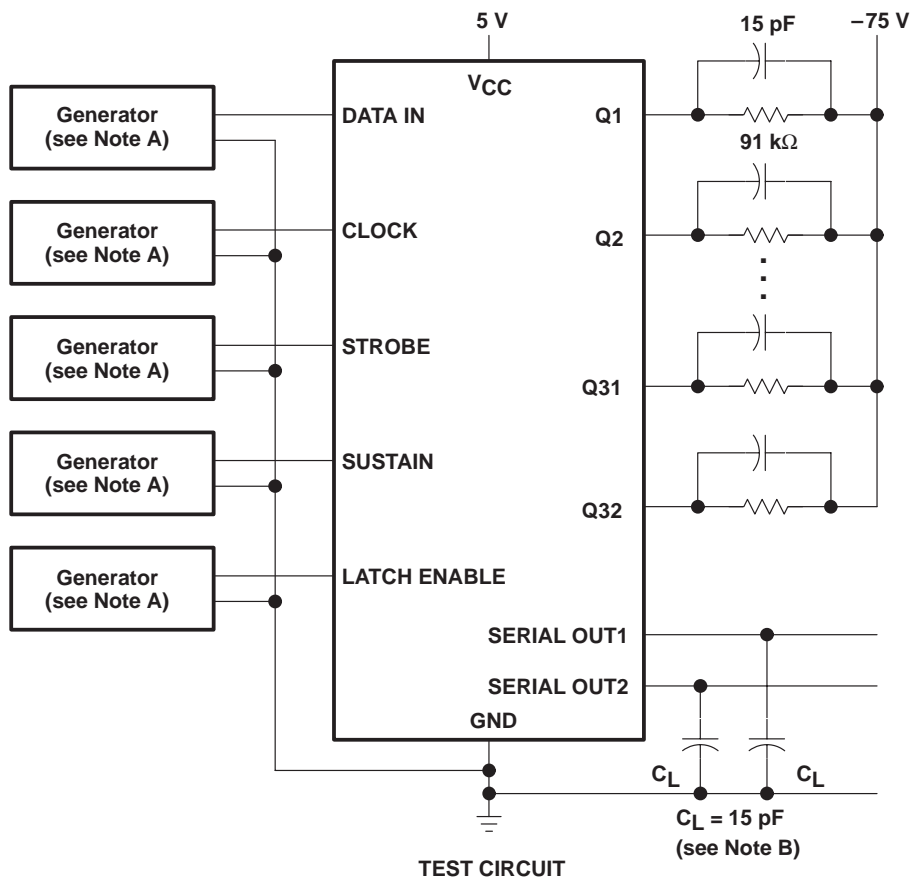 5 V
15 pF
–75 V
VCC
Generator
(see Note A)
DATA IN
Q1
91 kΩ
Generator
(see Note A)
CLOCK
Q2
Generator
(see Note A)
STROBE
Q31
Generator
(see Note A)
SUSTAIN
Q32
Generator
(see Note A)
LATCH ENABLE
SERIAL OUT1
SERIAL OUT2
GND
CL
CL
CL = 15 pF
(see Note B)
TEST CIRCUIT